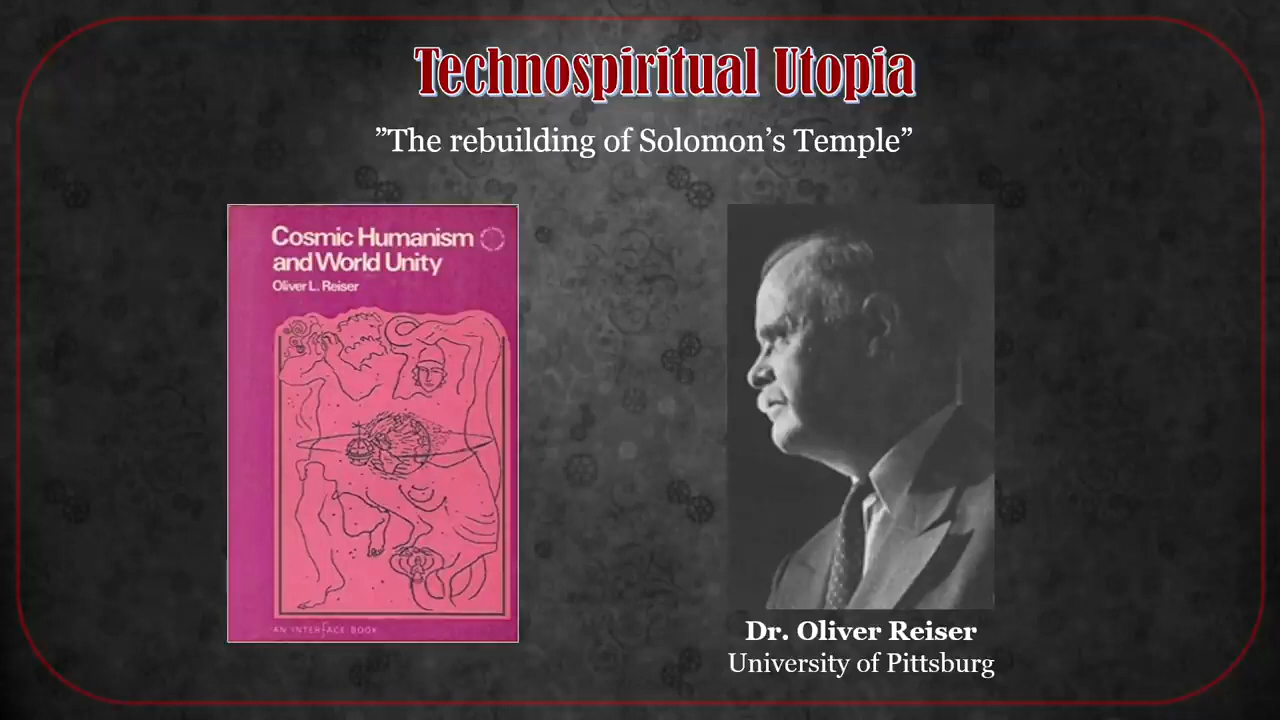 Technospiritual Utopia
”The rebuilding of Solomon’s Temple”
Cosmic Humanism
and World Unity
Oliver L. Reiser
AN INTERFACE BOOK
Dr. Oliver Reiser
University of Pittsburg